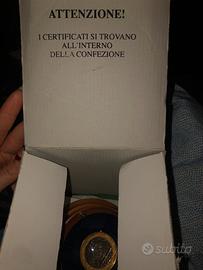 ATTENZIONE!
I CERTIFICATI SI TROVANO
ALL'INTERNO
DELLA CONFEZIONE
subito